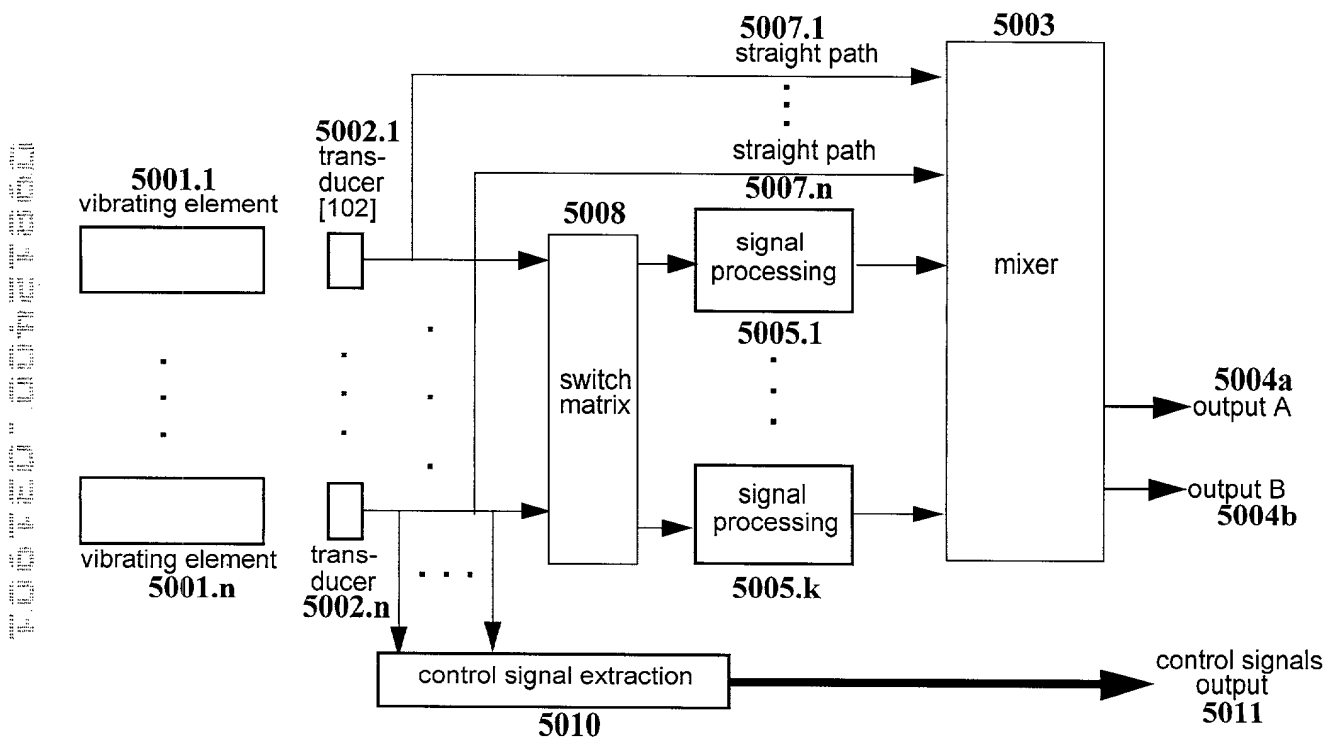 5007.1
straight path
5003
5002.1
trans-
ducer
[102]
straight path
5007.n
5001.1
vibrating element
5008
signal
processing
mixer
5005.1
switch
matrix
5004a
output A
signal
processing
output B
5004b
vibrating element
5001.n
trans-
ducer
5002.n
5005.k
control signal extraction
5010
control signals
output
5011